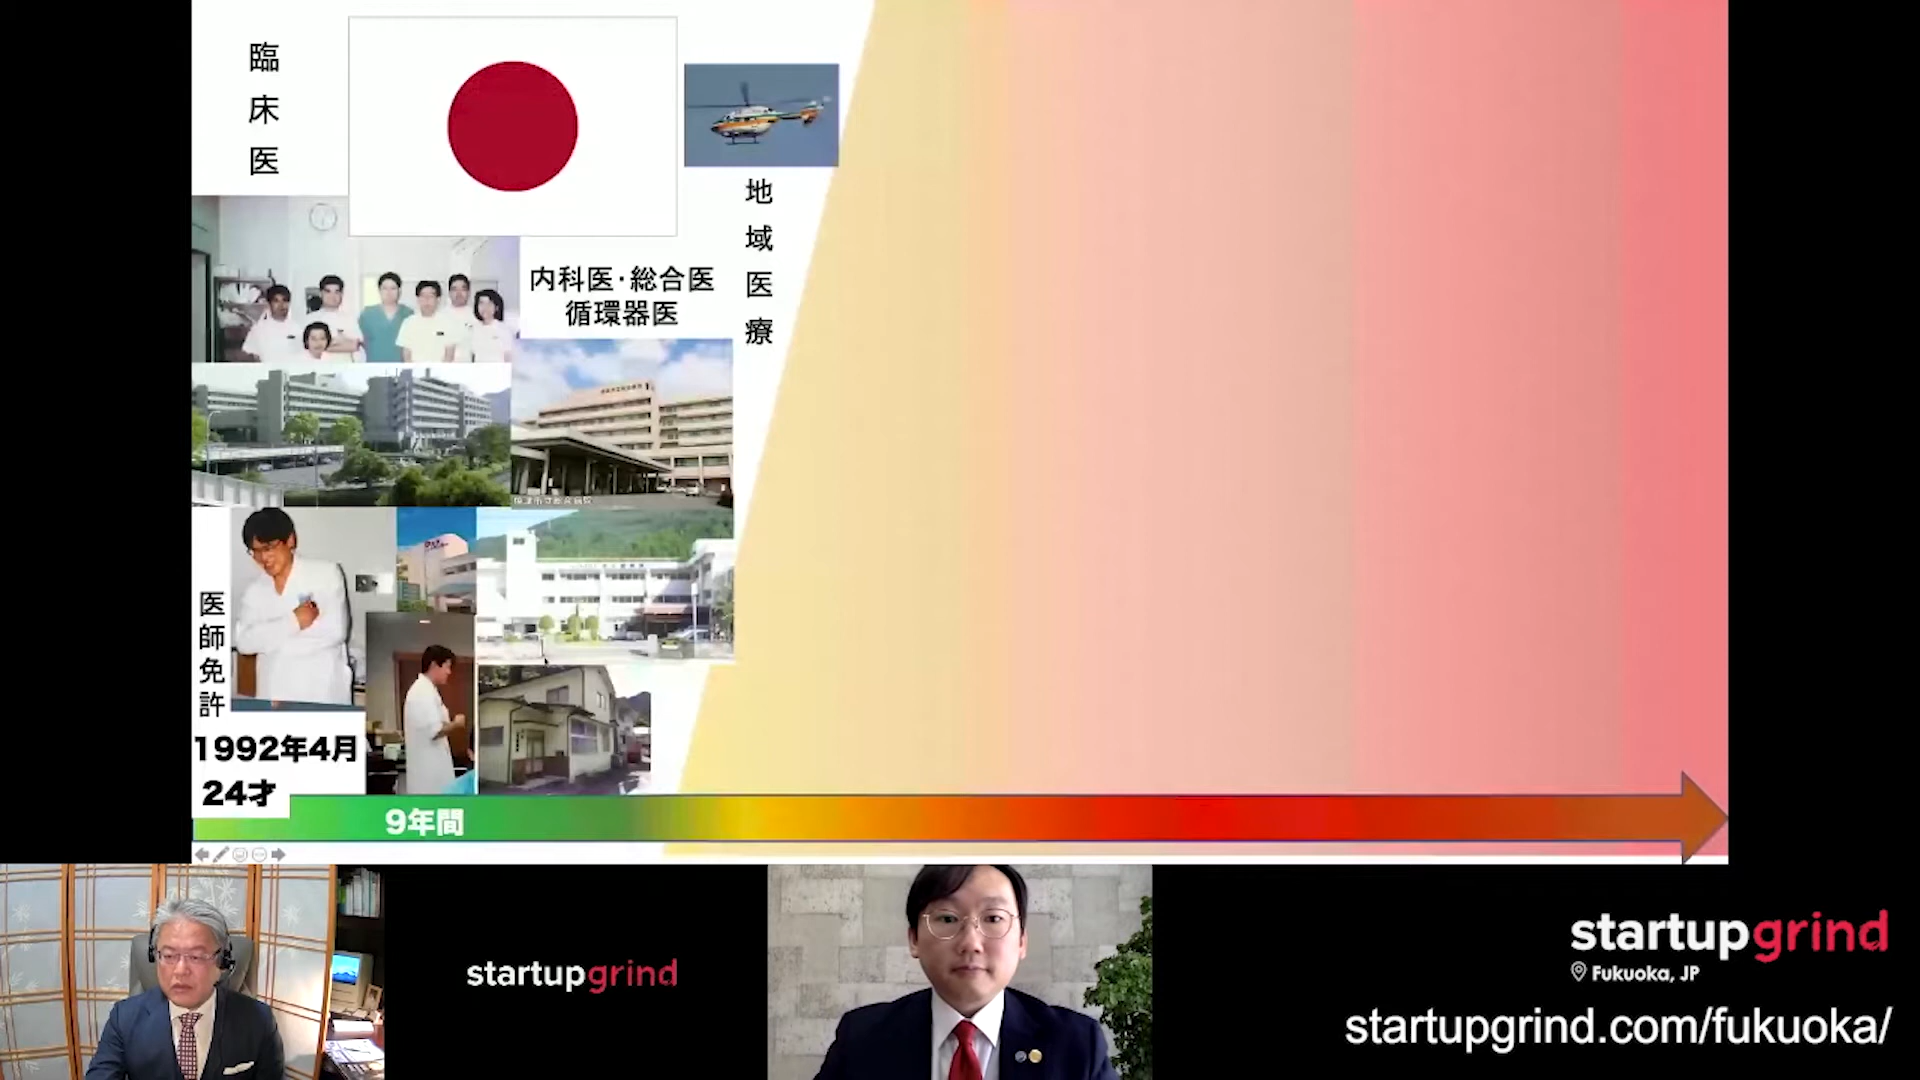 臨床医
地域医療
内科医・総合医
循環器医
医師免許
1992年4月
24才
9年間
startupgrind
startupgrind
Fukuoka, JP
startupgrind.com/fukuoka/